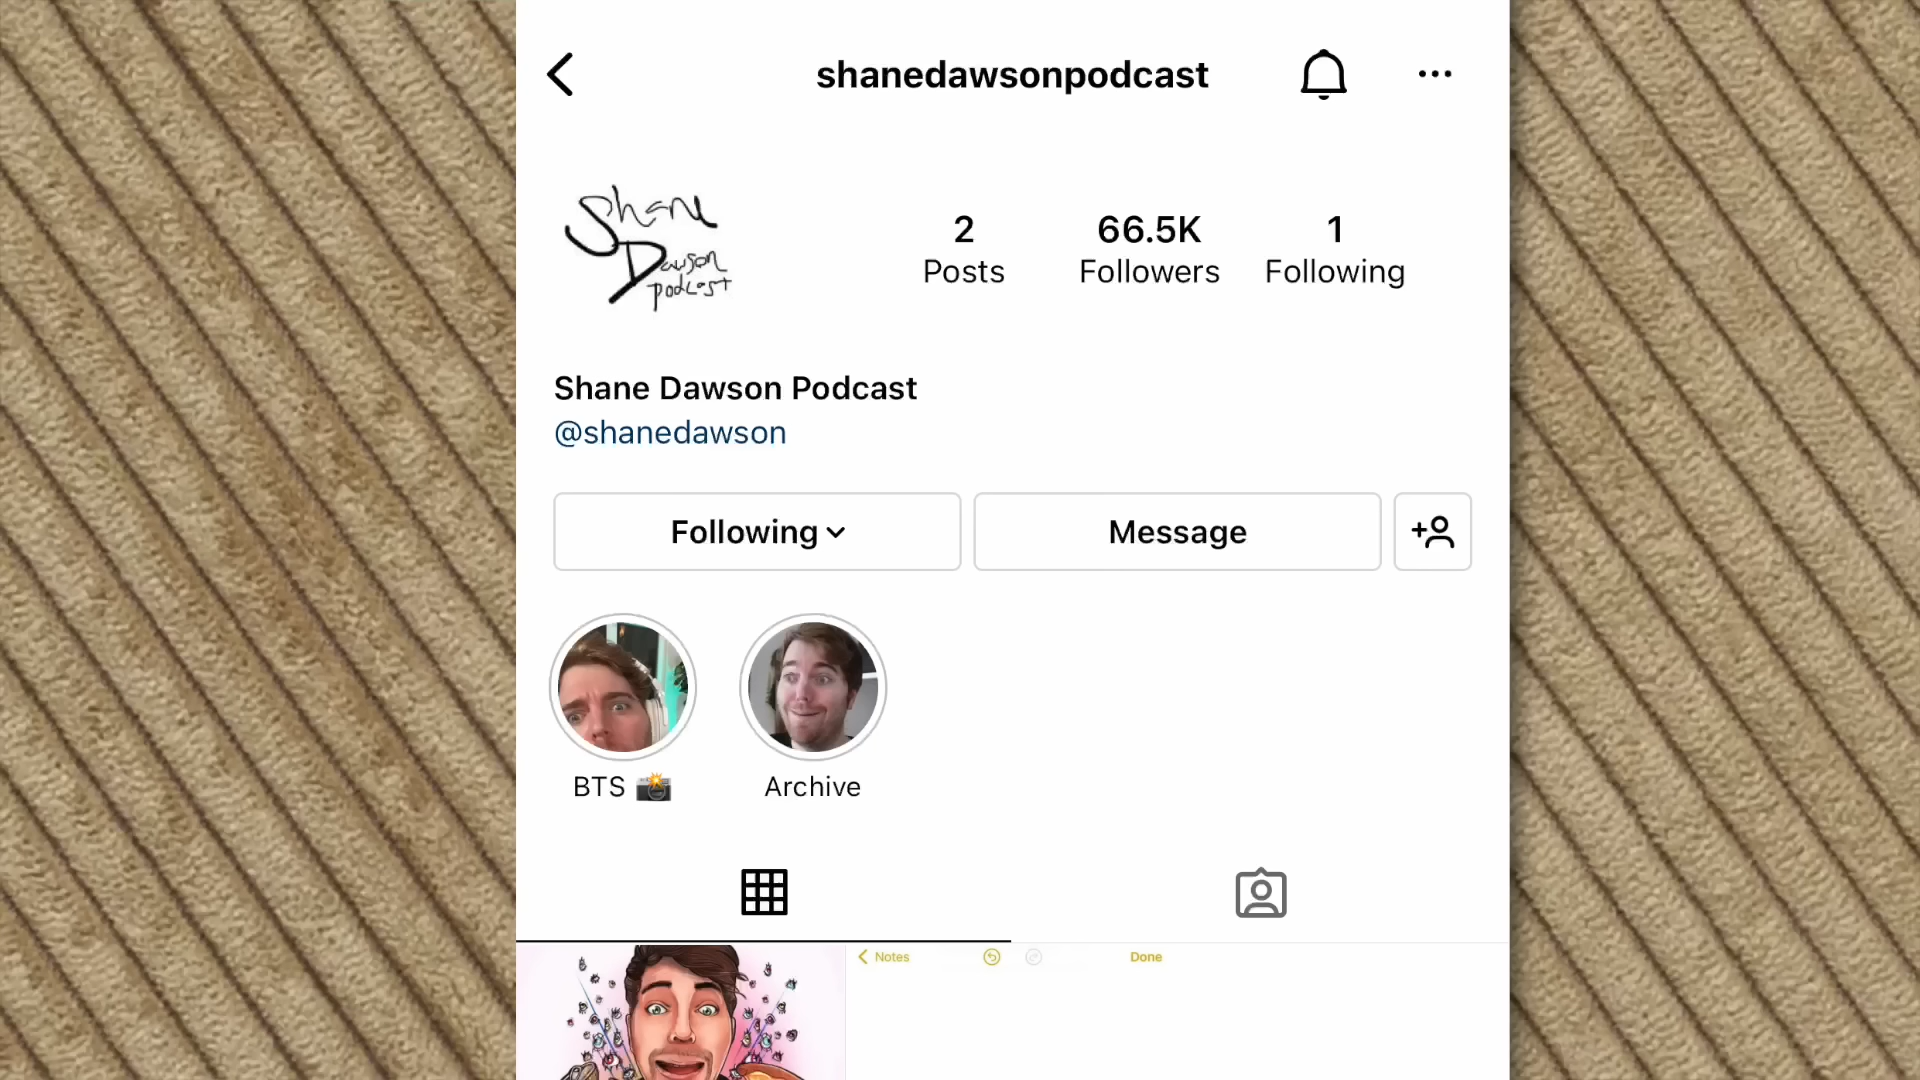 shanedawsonpodcast
Shane
Dawson
podcast
2
Posts
66.5K
Followers
1
Following
Shane Dawson Podcast
@shanedawson
Following
Message
BTS 📸
Archive
Notes
Done